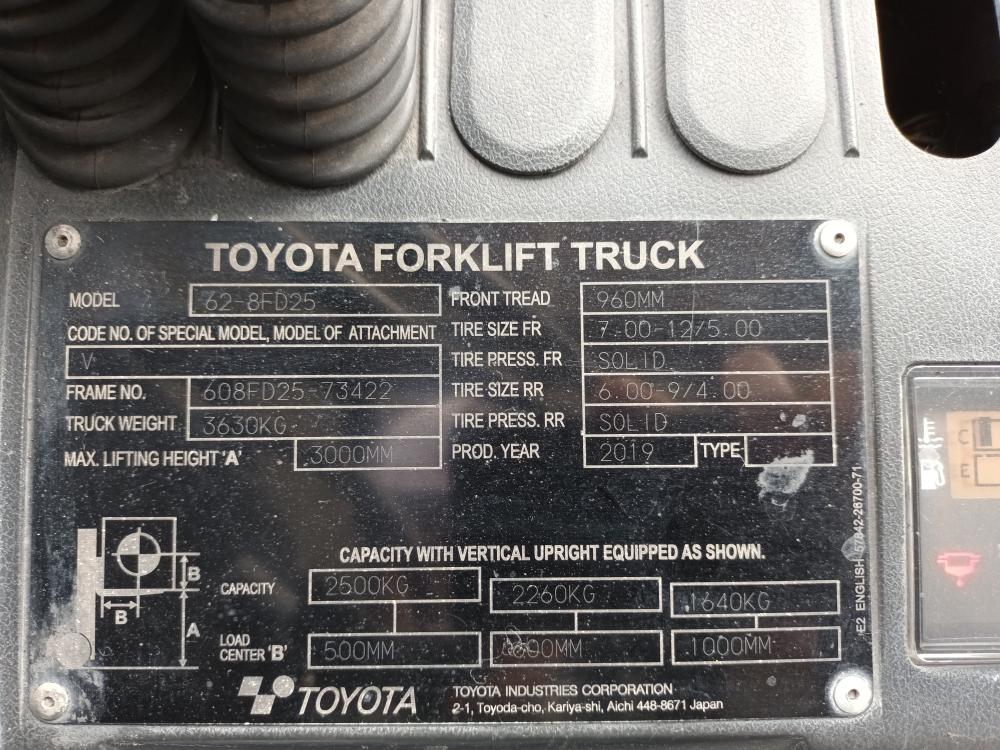 TOYOTA FORKLIFT TRUCK
MODEL 62-8FD25
CODE NO. OF SPECIAL MODEL, MODEL OF ATTACHMENT
V
FRAME NO. 608FD25-73422
TRUCK WEIGHT 3630KG
MAX. LIFTING HEIGHT 'A' 3000MM
FRONT TREAD 960MM
TIRE SIZE FR 7.00-12/5.00
TIRE PRESS. FR SOLID
TIRE SIZE RR 6.00-9/4.00
TIRE PRESS. RR SOLID
PROD. YEAR 2019 TYPE
CAPACITY WITH VERTICAL UPRIGHT EQUIPPED AS SHOWN.
CAPACITY 2500KG 2260KG 1640KG
LOAD
CENTER 'B' 500MM 600MM 1000MM
B
B
A
TOYOTA
TOYOTA INDUSTRIES CORPORATION
2-1, Toyoda-cho, Kariya-shi, Aichi 448-8671 Japan
E2 ENGLISH 57842-26700-71
C
E